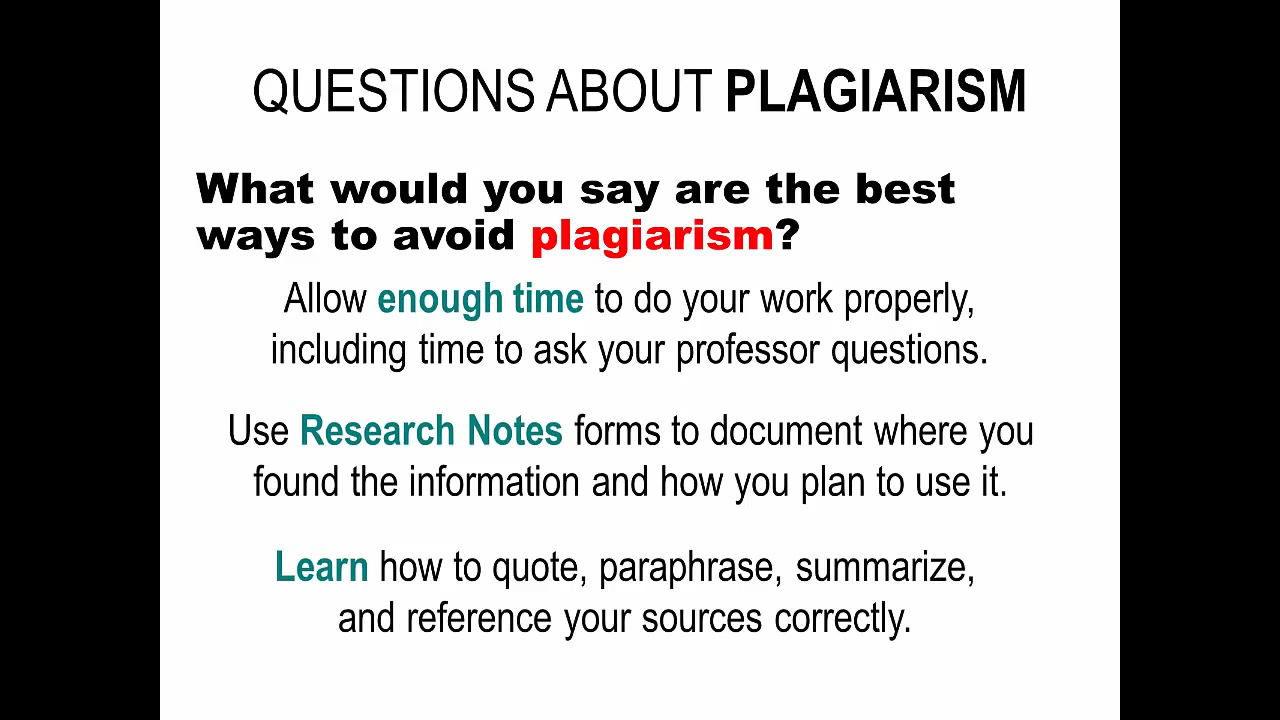 QUESTIONS ABOUT PLAGIARISM
What would you say are the best
ways to avoid plagiarism?
Allow enough time to do your work properly,
including time to ask your professor questions.
Use Research Notes forms to document where you
found the information and how you plan to use it.
Learn how to quote, paraphrase, summarize,
and reference your sources correctly.